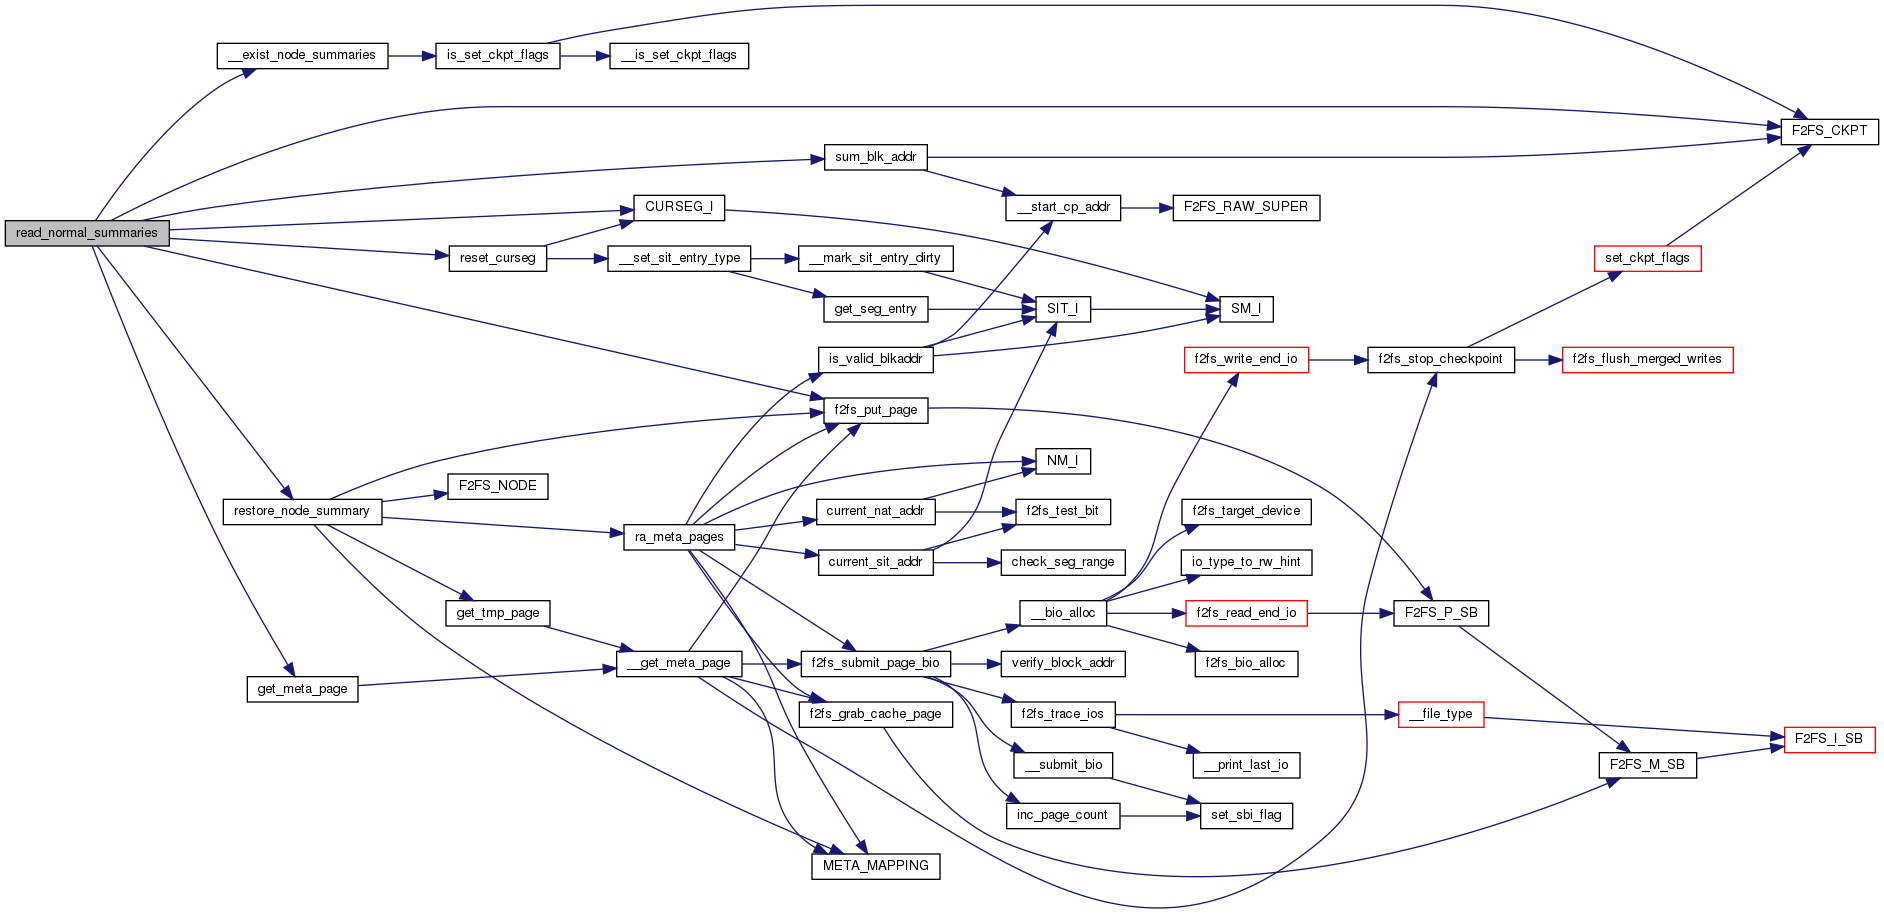 __exist_node_summaries
is_set_ckpt_flags
__is_set_ckpt_flags
F2FS_CKPT
sum_blk_addr
CURSEG_I
__start_cp_addr
F2FS_RAW_SUPER
read_normal_summaries
reset_curseg
__set_sit_entry_type
__mark_sit_entry_dirty
set_ckpt_flags
get_seg_entry
SIT_I
SM_I
is_valid_blkaddr
f2fs_write_end_io
f2fs_stop_checkpoint
f2fs_flush_merged_writes
f2fs_put_page
NM_I
F2FS_NODE
restore_node_summary
current_nat_addr
f2fs_test_bit
f2fs_target_device
ra_meta_pages
current_sit_addr
check_seg_range
io_type_to_rw_hint
get_tmp_page
__bio_alloc
f2fs_read_end_io
F2FS_P_SB
__get_meta_page
f2fs_submit_page_bio
verify_block_addr
f2fs_bio_alloc
get_meta_page
f2fs_grab_cache_page
f2fs_trace_ios
__file_type
F2FS_I_SB
__submit_bio
__print_last_io
F2FS_M_SB
inc_page_count
set_sbi_flag
META_MAPPING